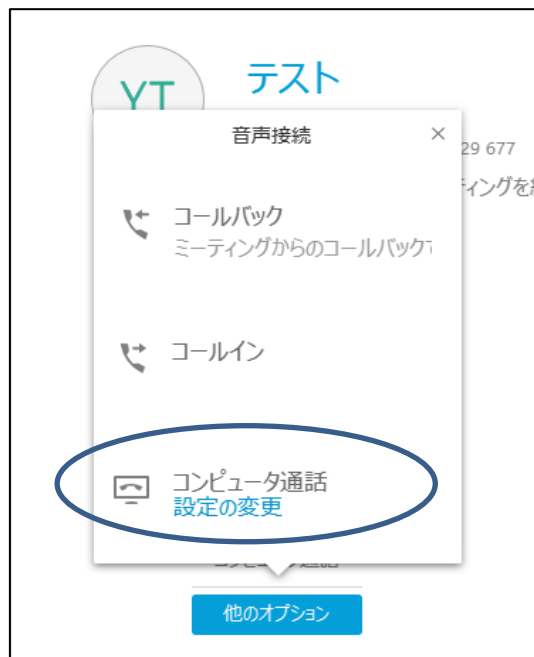 YT
テスト
音声接続 ×
29 677
ィングを
コールバック
ミーティングからのコールバック
コールイン
コンピュータ通話
設定の変更
他のオプション